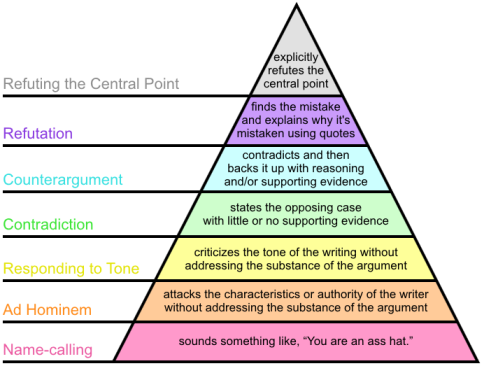 explicitly
refutes the
central point
Refuting the Central Point
finds the mistake
and explains why it's
mistaken using quotes
Refutation
contradicts and then
backs it up with reasoning
and/or supporting evidence
Counterargument
states the opposing case
with little or no supporting evidence
Contradiction
criticizes the tone of the writing without
addressing the substance of the argument
Responding to Tone
attacks the characteristics or authority of the writer
without addressing the substance of the argument
Ad Hominem
sounds something like, “You are an ass hat.”
Name-calling